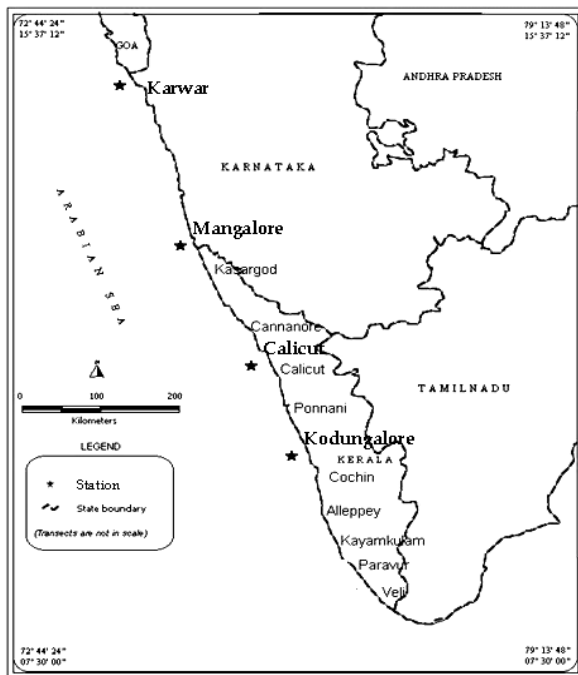 72° 44' 24"
15° 37' 12"
79° 13' 48"
15° 37' 12"
GOA
ANDHRA PRADESH
Karwar
KARNATAKA
ARABIAN SEA
Mangalore
Kasargod
Cannanore
Calicut
Calicut
TAMILNADU
0 100 200
Kilometers
Ponnani
LEGEND
Kodungalore
KERALA
Station
Cochin
State boundary
Alleppey
(Transects are not in scale)
Kayamkulam
Paravur
Veli
72° 44' 24"
07° 30' 00"
79° 13' 48"
07° 30' 00"